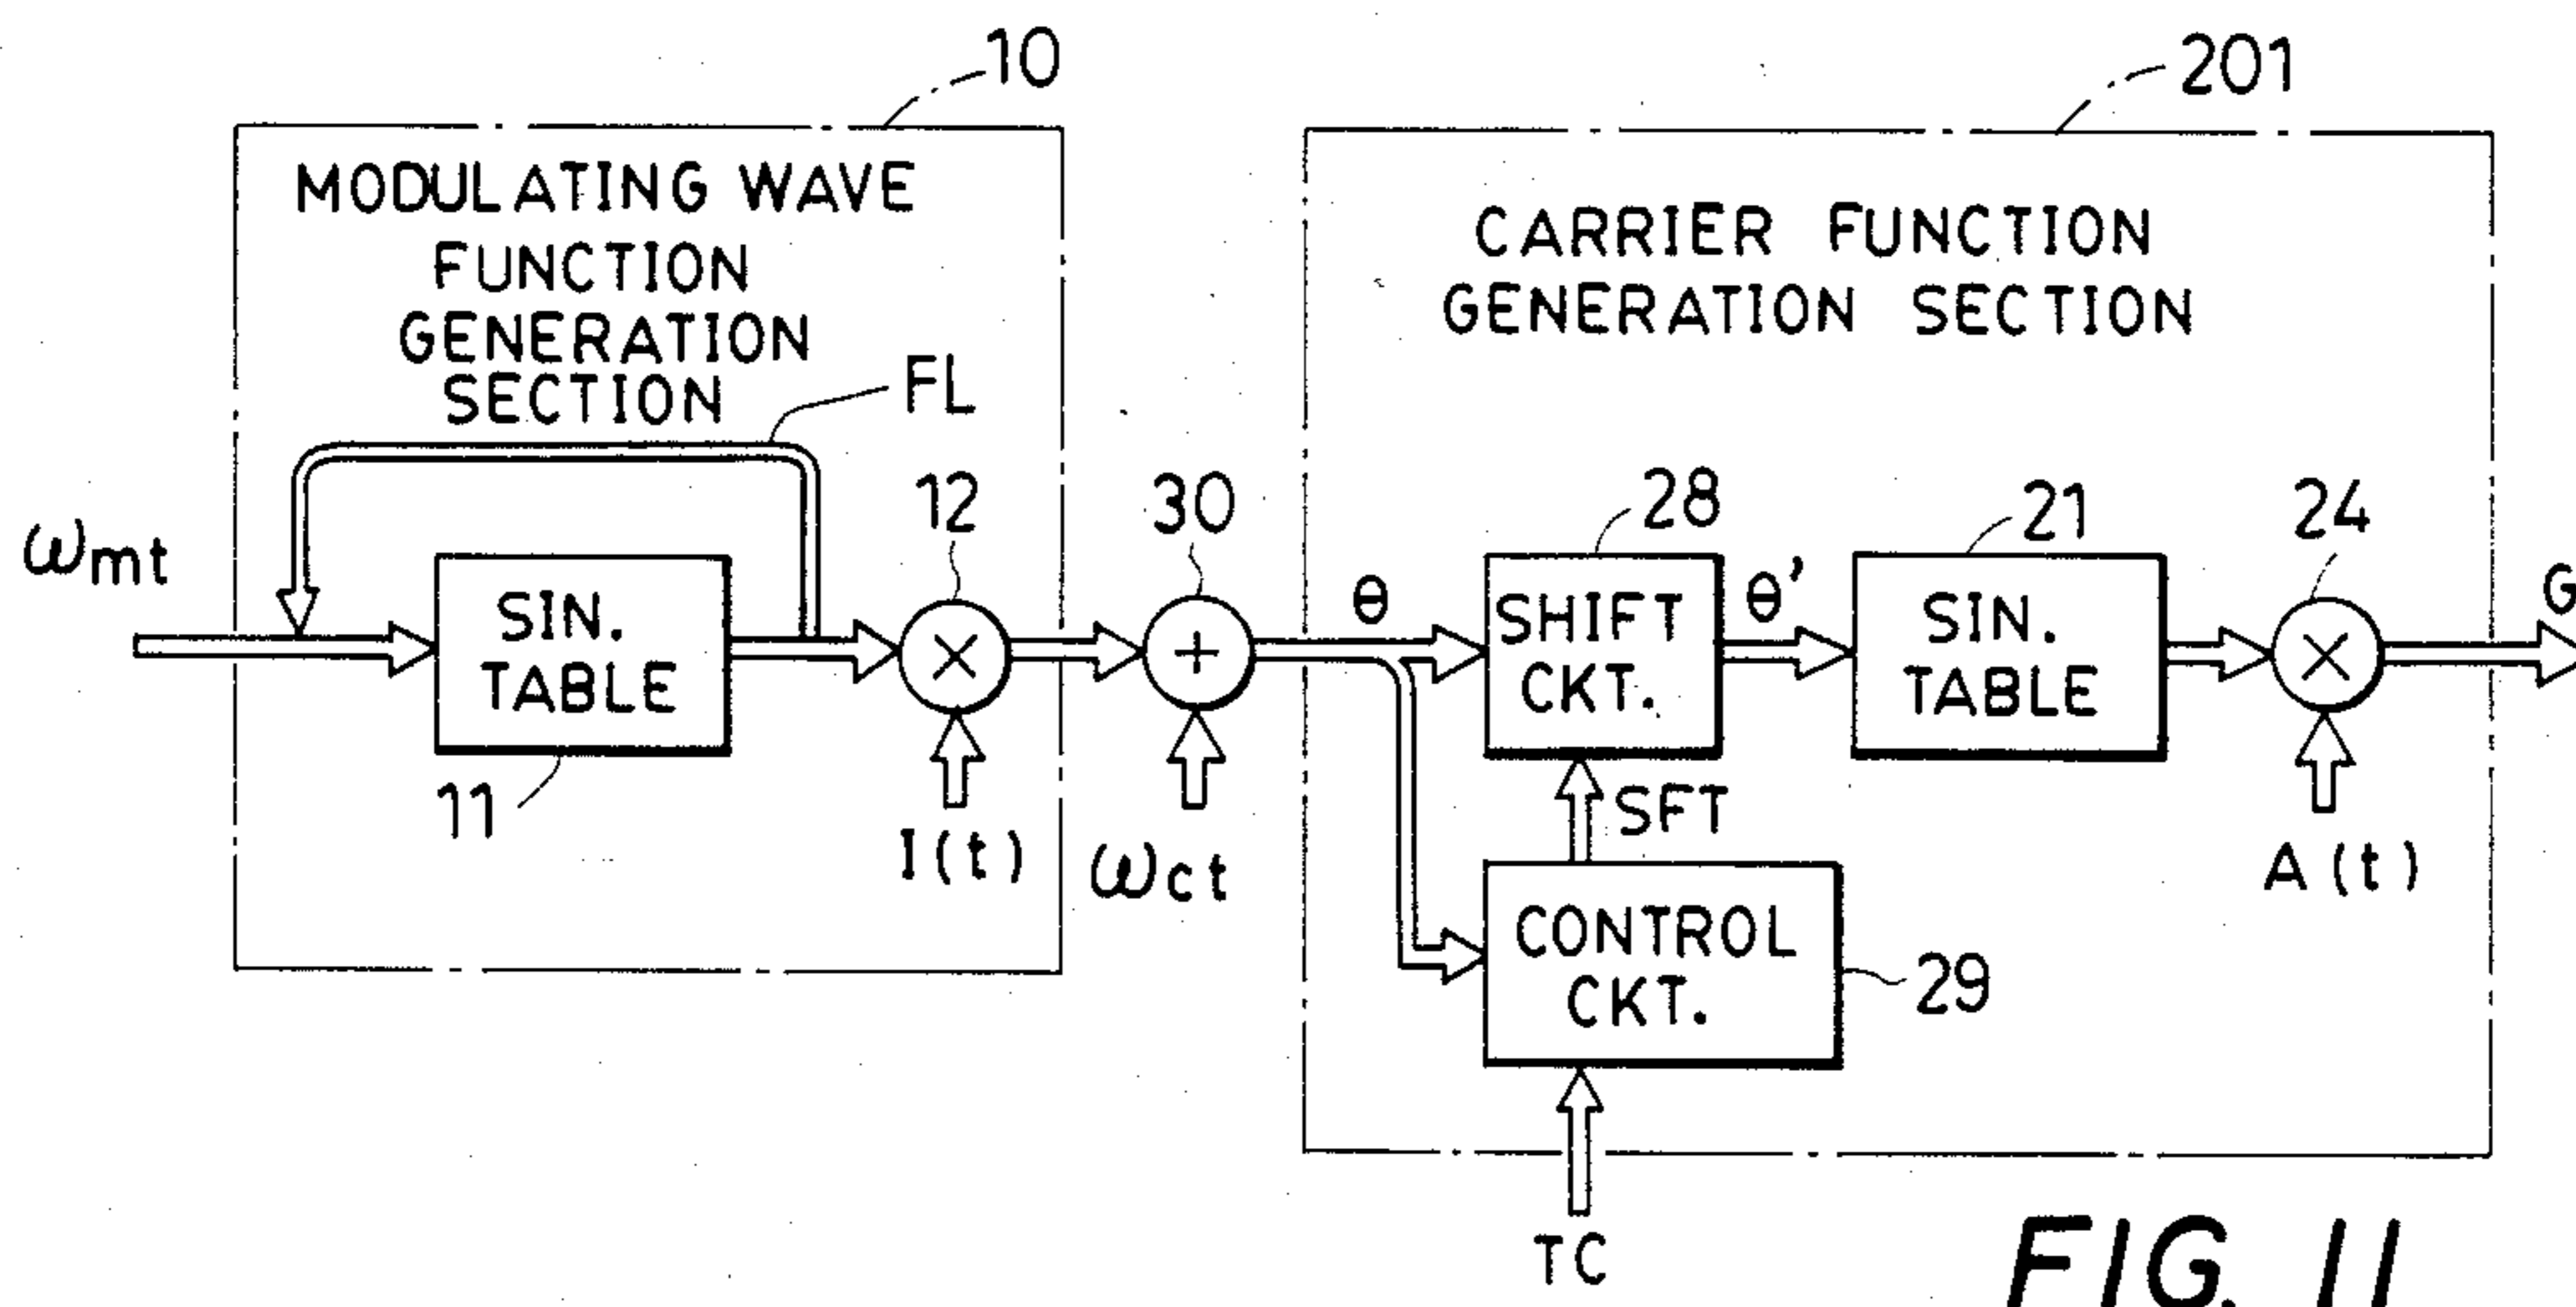 10
201
MODULATING WAVE
FUNCTION
GENERATION
SECTION
CARRIER FUNCTION
GENERATION SECTION
FL
12
30
28
21
24
ωmt
SIN.
TABLE
×
+
θ
SHIFT
CKT.
θ'
SIN.
TABLE
×
G
11
I(t)
ωct
SFT
A(t)
CONTROL
CKT.
29
TC
FIG. 11